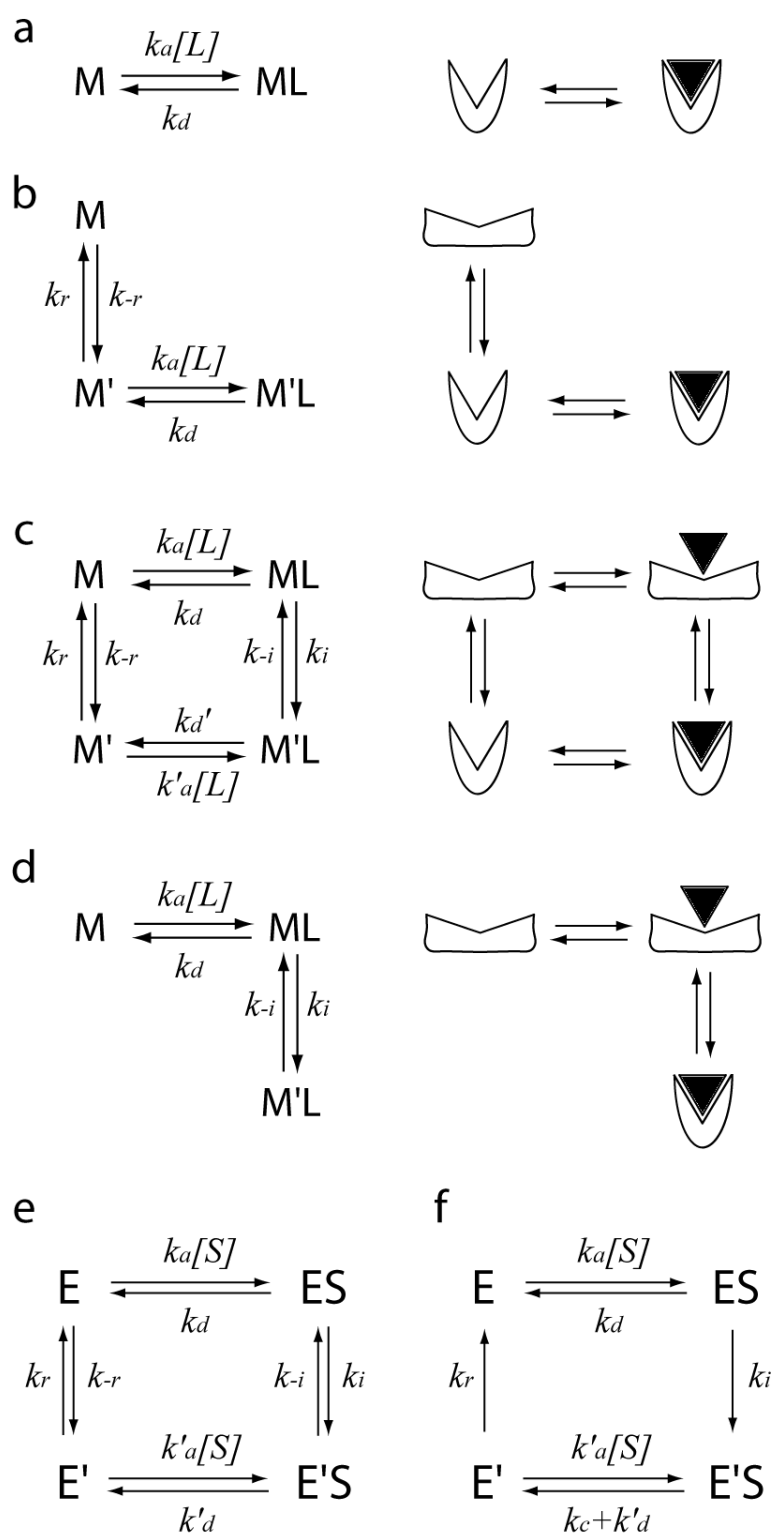 a
ka[L]
M ML
kd
b
M
kr k-r
ka[L]
M' M'L
kd
c
ka[L]
M ML
kd
kr k-r k-i ki
kd'
M' M'L
k'a[L]
d
ka[L]
M ML
kd
k-i ki
M'L
e f
ka[S] ka[S]
E ES E ES
kd kd
kr k-r k-i ki kr ki
k'a[S] k'a[S]
E' E'S E' E'S
k'd kc+k'd